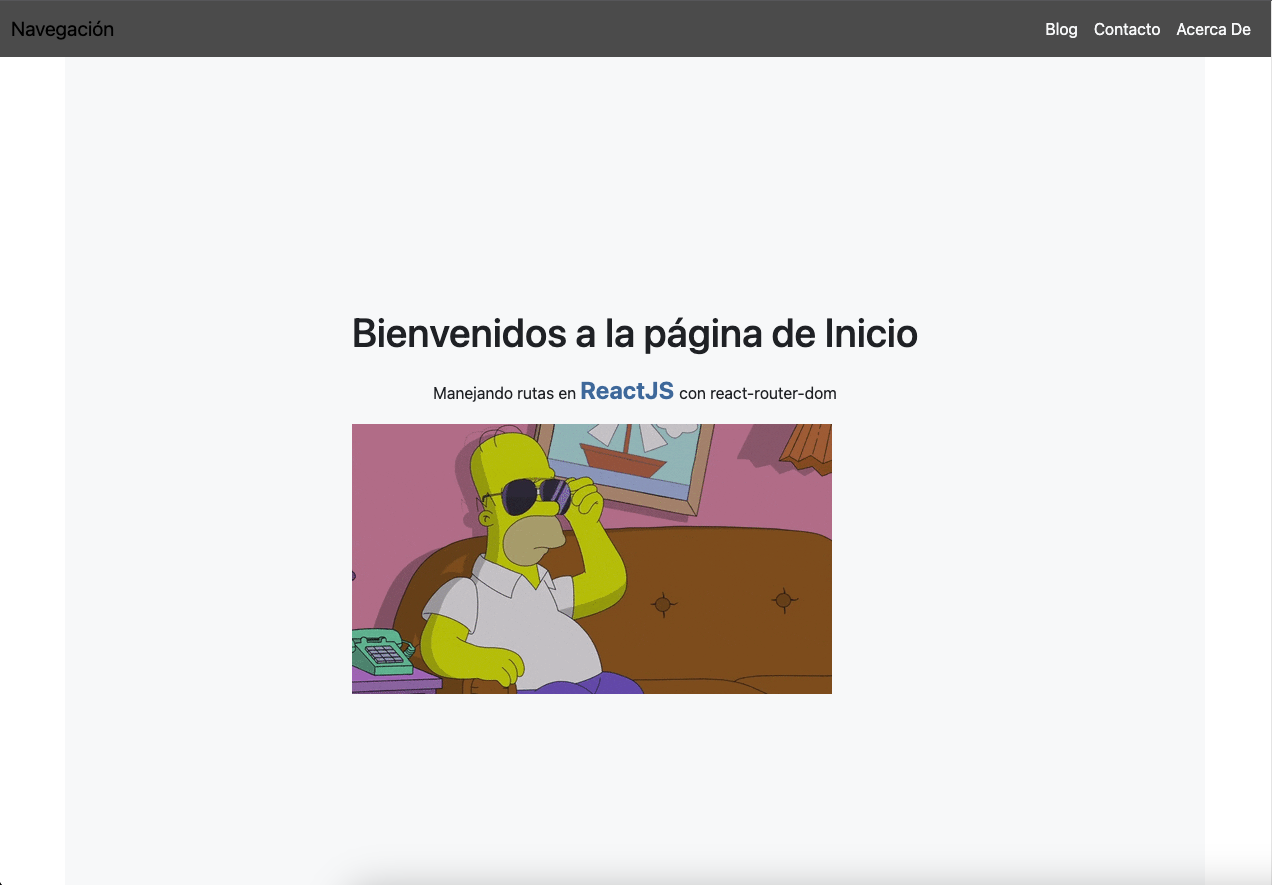 Navegación
Blog Contacto Acerca De
Bienvenidos a la página de Inicio
Manejando rutas en ReactJS con react-router-dom